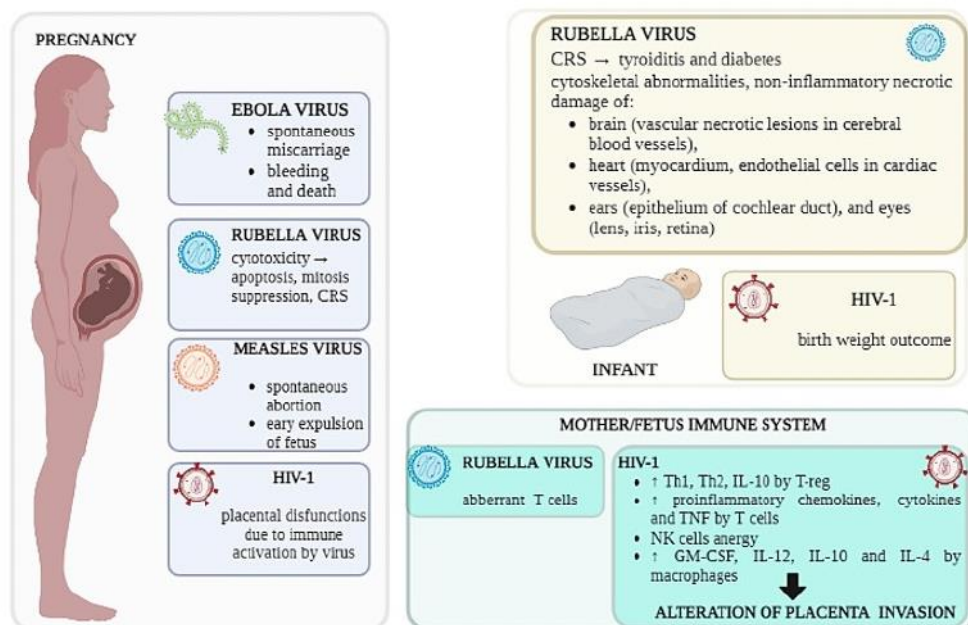 PREGNANCY
EBOLA VIRUS
• spontaneous
miscarriage
• bleeding
and death
RUBELLA VIRUS
cytotoxicity →
apoptosis, mitosis
suppression, CRS
MEASLES VIRUS
• spontaneous
abortion
• eary expulsion
of fetus
HIV-1
placental disfunctions
due to immune
activation by virus
RUBELLA VIRUS
CRS → tyroiditis and diabetes
cytoskeletal abnormalities, non-inflammatory necrotic
damage of:
• brain (vascular necrotic lesions in cerebral
blood vessels),
• heart (myocardium, endothelial cells in cardiac
vessels),
• ears (epithelium of cochlear duct), and eyes
(lens, iris, retina)
INFANT
HIV-1
birth weight outcome
MOTHER/FETUS IMMUNE SYSTEM
RUBELLA VIRUS
abberrant T cells
HIV-1
• ↑ Th1, Th2, IL-10 by T-reg
• ↑ proinflammatory chemokines, cytokines
and TNF by T cells
• NK cells anergy
• ↑ GM-CSF, IL-12, IL-10 and IL-4 by
macrophages
ALTERATION OF PLACENTA INVASION